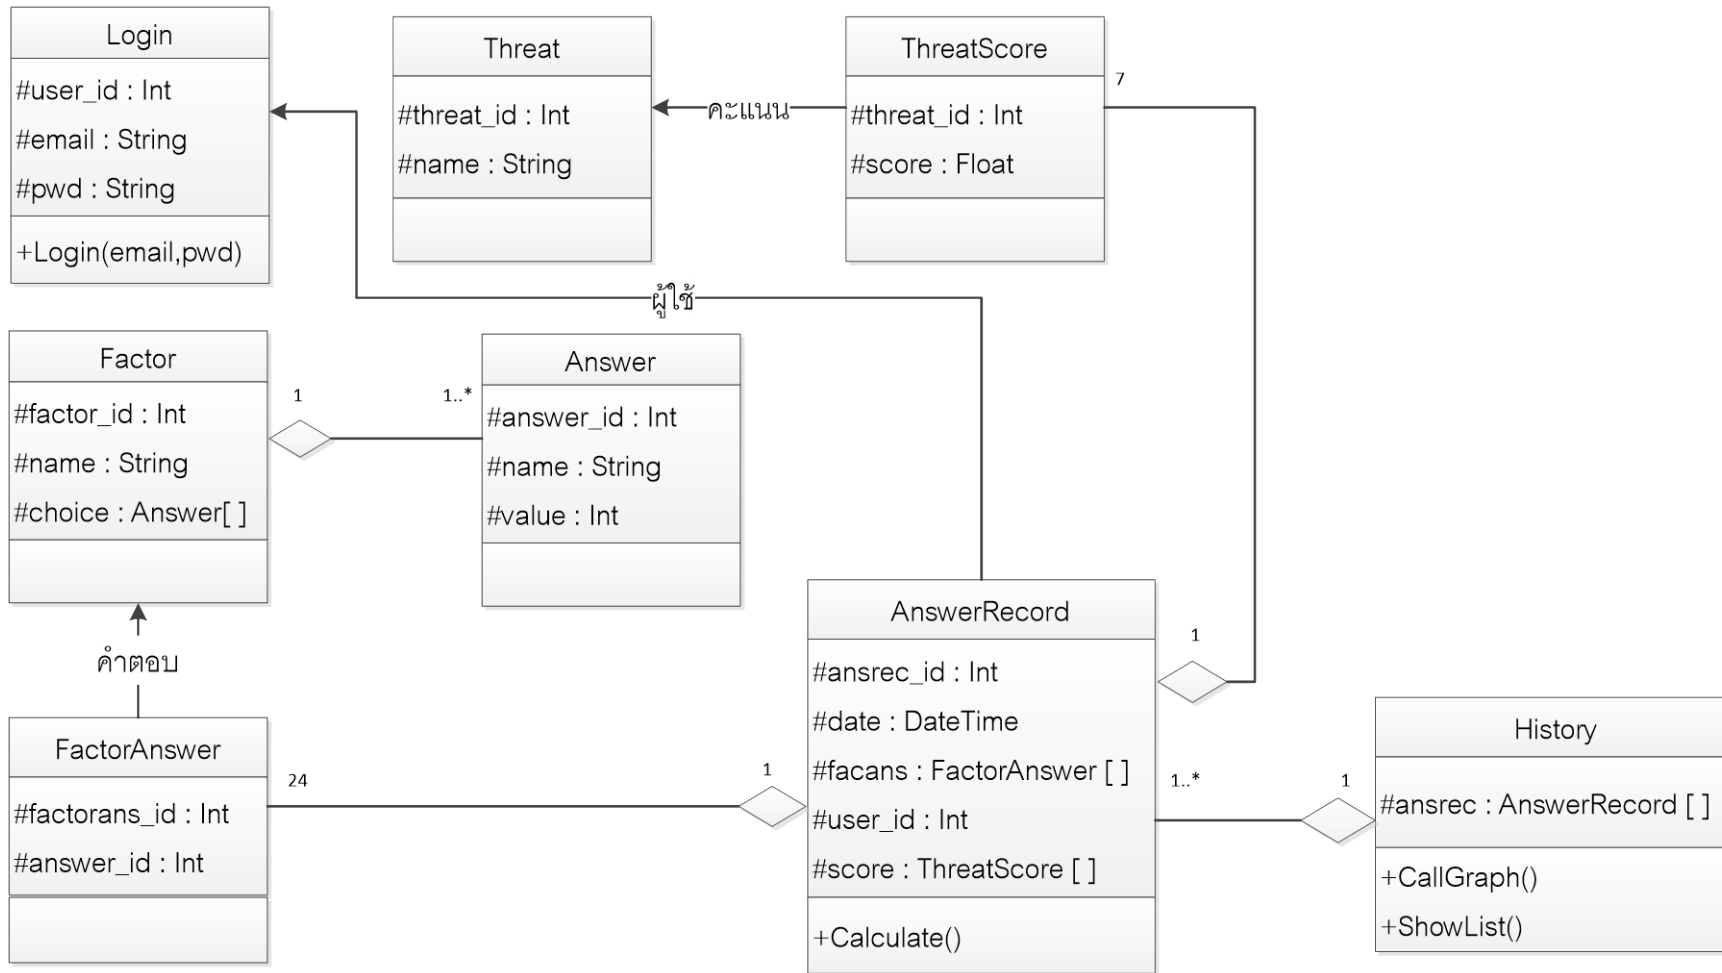 Login
#user_id : Int
#email : String
#pwd : String
+Login(email,pwd)
Threat
#threat_id : Int
#name : String
คะแนน
ThreatScore
#threat_id : Int
#score : Float
7
ผู้ใช้
Factor
#factor_id : Int
#name : String
#choice : Answer[ ]
1
1..*
Answer
#answer_id : Int
#name : String
#value : Int
คำตอบ
FactorAnswer
#factorans_id : Int
#answer_id : Int
24
1
AnswerRecord
#ansrec_id : Int
#date : DateTime
#facans : FactorAnswer [ ]
#user_id : Int
#score : ThreatScore [ ]
+Calculate()
1
1..*
1
History
#ansrec : AnswerRecord [ ]
+CallGraph()
+ShowList()